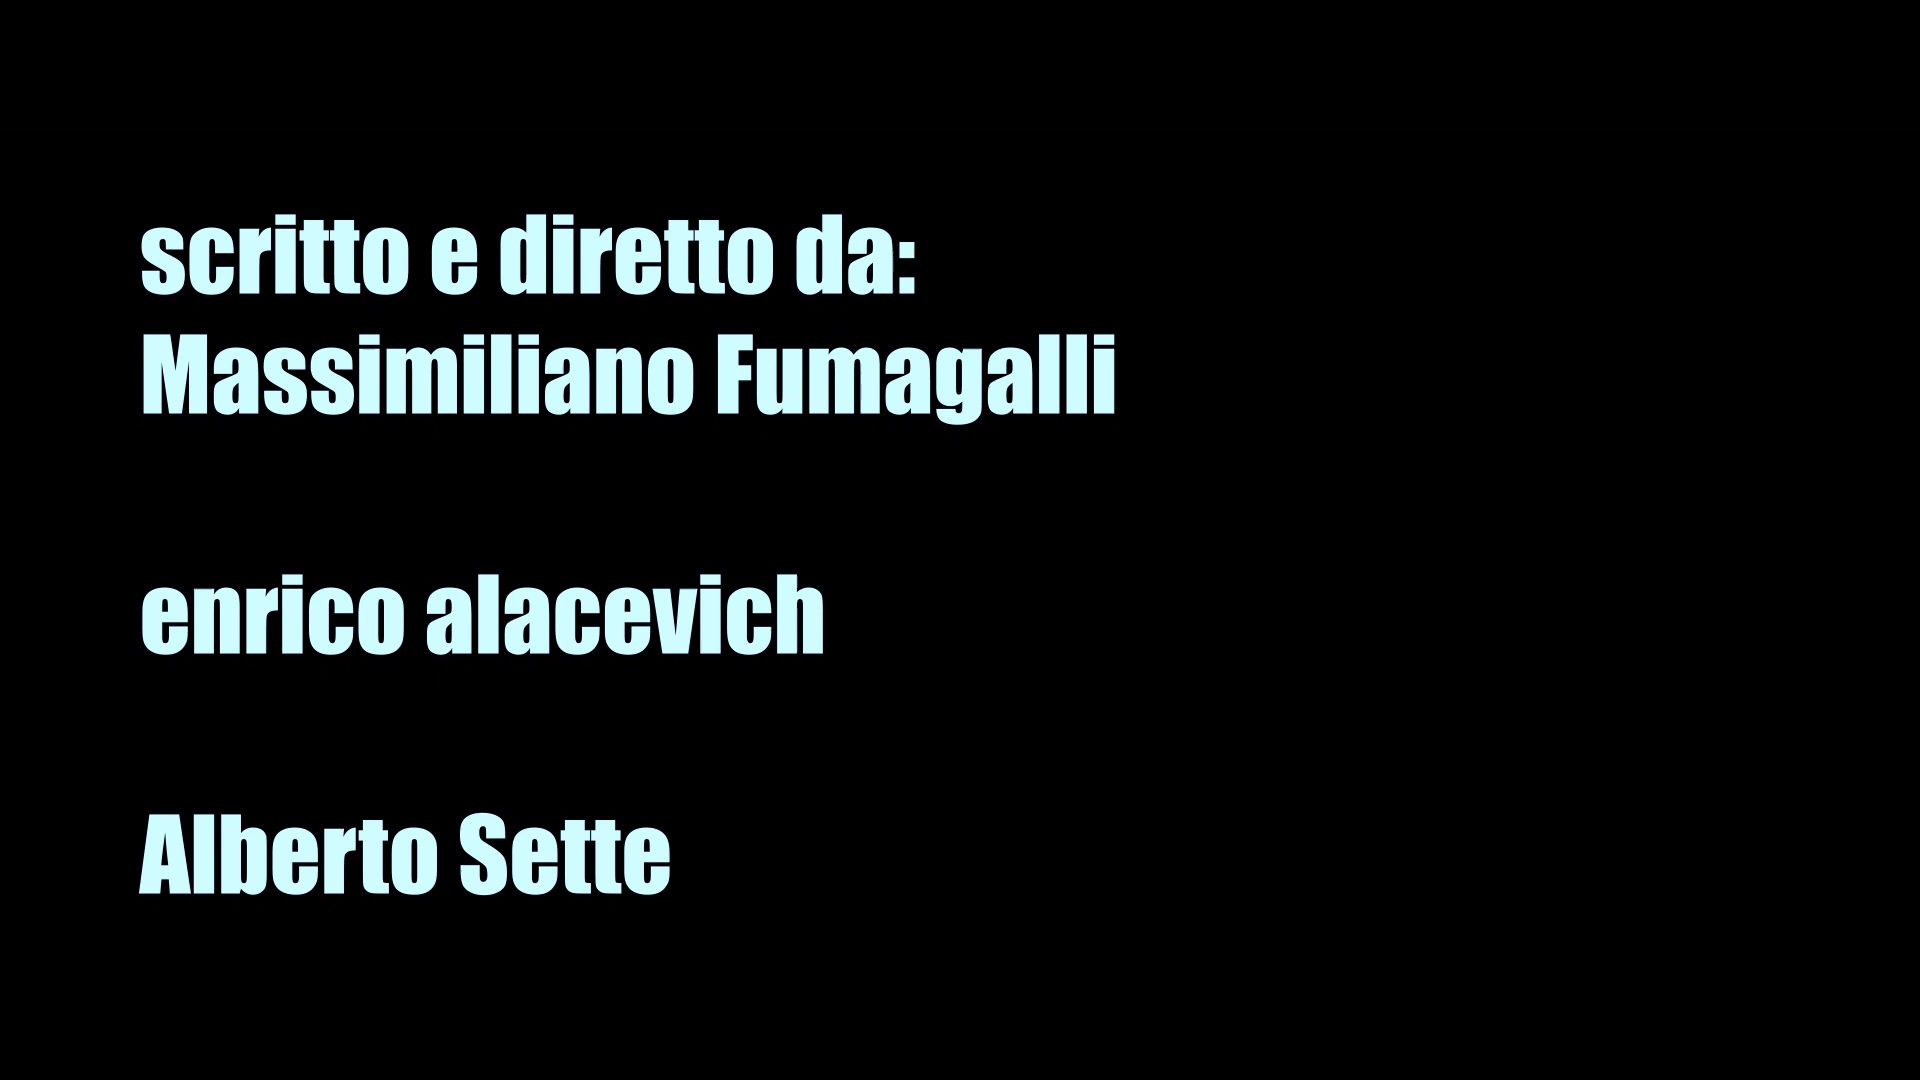 scritto e diretto da:
Massimiliano Fumagalli
enrico alacevich
Alberto Sette